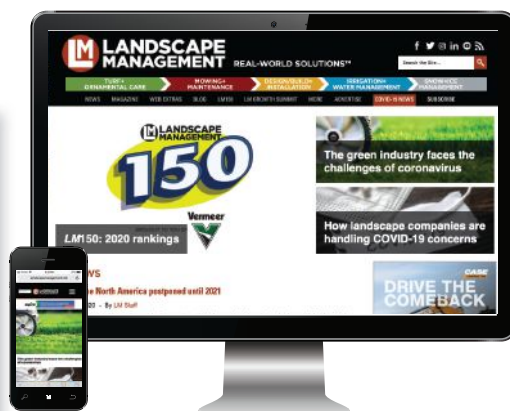 LM LANDSCAPE MANAGEMENT REAL-WORLD SOLUTIONS™
Search the Site...
TURF+ ORNAMENTAL CARE
MOWING+ MAINTENANCE
DESIGN/BUILD+ INSTALLATION
IRRIGATION+ WATER MANAGEMENT
SNOW+ICE MANAGEMENT
NEWS MAGAZINE WEB EXTRAS BLOG LM150 LM GROWTH SUMMIT MORE ADVERTISE COVID-19 NEWS SUBSCRIBE
LM LANDSCAPE
MANAGEMENT
150
Vermeer
LM150: 2020 rankings
The green industry faces the
challenges of coronavirus
How landscape companies are
handling COVID-19 concerns
CASE
DRIVE THE
COMEBACK
WS
e North America postponed until 2021
20 - By LM Staff